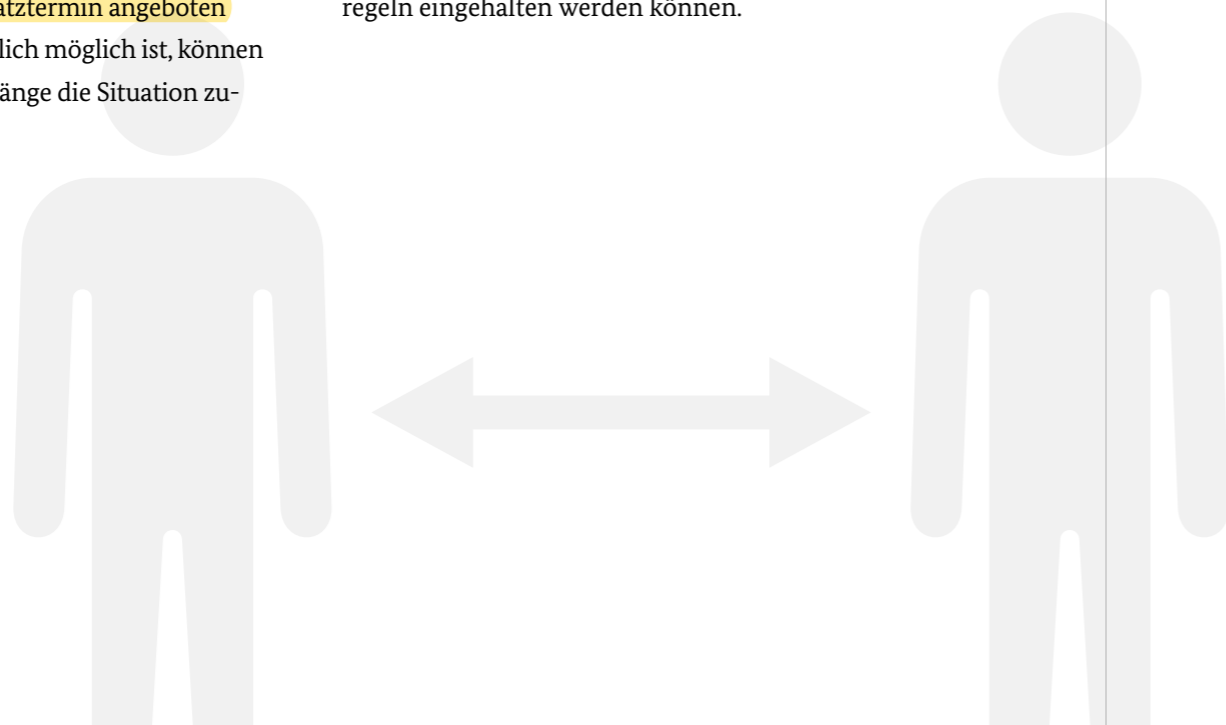 atztermin angeboten
lich möglich ist, können
änge die Situation zu-
regeln eingehalten werden können.